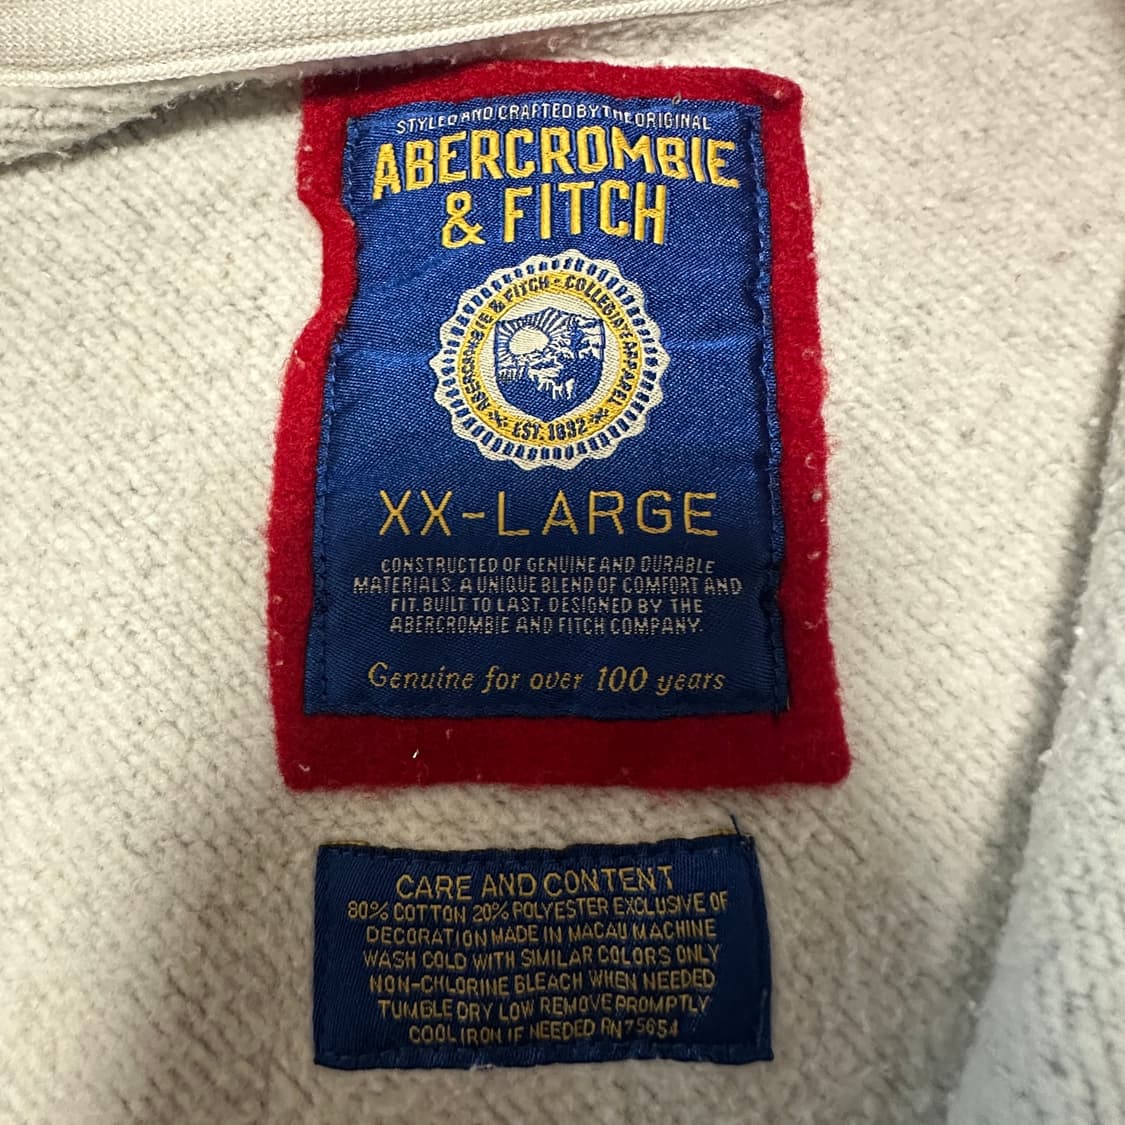 STYLED AND CRAFTED BY THE ORIGINAL
ABERCROMBIE
& FITCH
ABERCROMBIE & FITCH • COLLEGIATE APPAREL
EST. 1892
XX-LARGE
CONSTRUCTED OF GENUINE AND DURABLE
MATERIALS. A UNIQUE BLEND OF COMFORT AND
FIT. BUILT TO LAST. DESIGNED BY THE
ABERCROMBIE AND FITCH COMPANY.
Genuine for over 100 years
CARE AND CONTENT
80% COTTON 20% POLYESTER EXCLUSIVE OF
DECORATION MADE IN MACAU MACHINE
WASH COLD WITH SIMILAR COLORS ONLY
NON-CHLORINE BLEACH WHEN NEEDED
TUMBLE DRY LOW REMOVE PROMPTLY
COOL IRON IF NEEDED RN75654